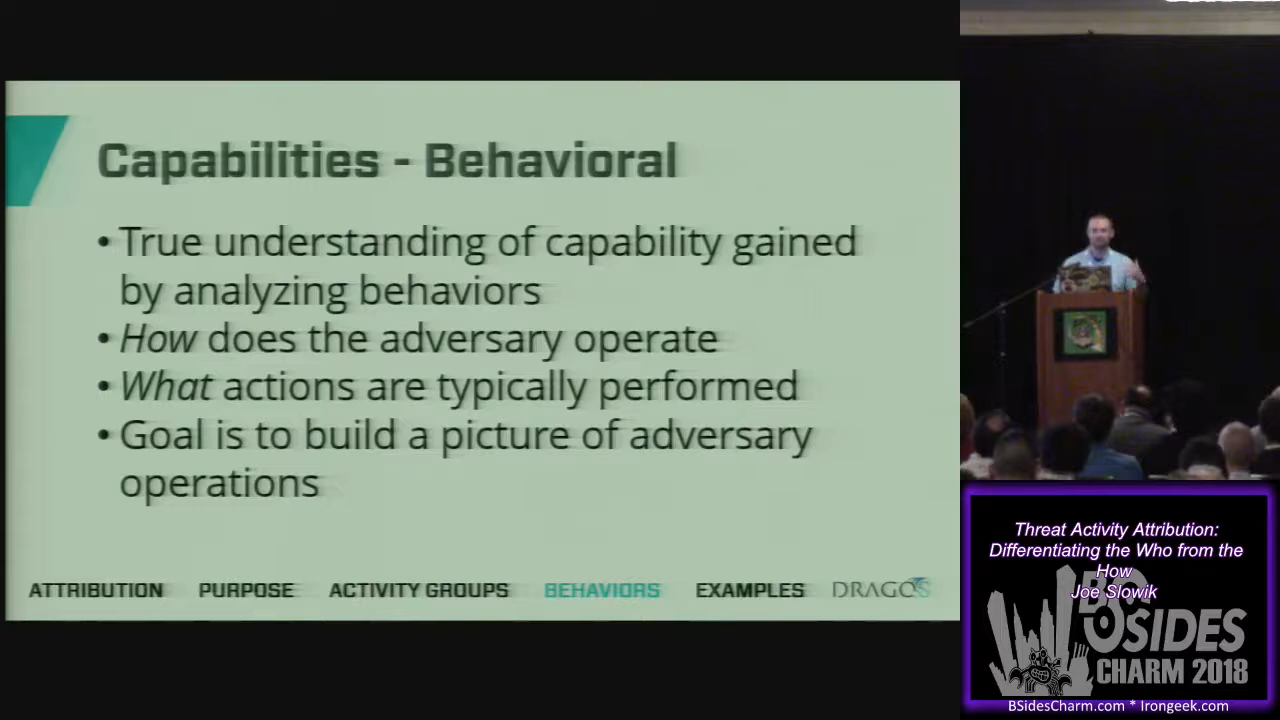 Capabilities - Behavioral
• True understanding of capability gained
by analyzing behaviors
• How does the adversary operate
• What actions are typically performed
• Goal is to build a picture of adversary
operations
ATTRIBUTION PURPOSE ACTIVITY GROUPS BEHAVIORS EXAMPLES DRAGOS
Threat Activity Attribution:
Differentiating the Who from the
How
Joe Slowik
BSIDES
CHARM 2018
BSidesCharm.com * Irongeek.com